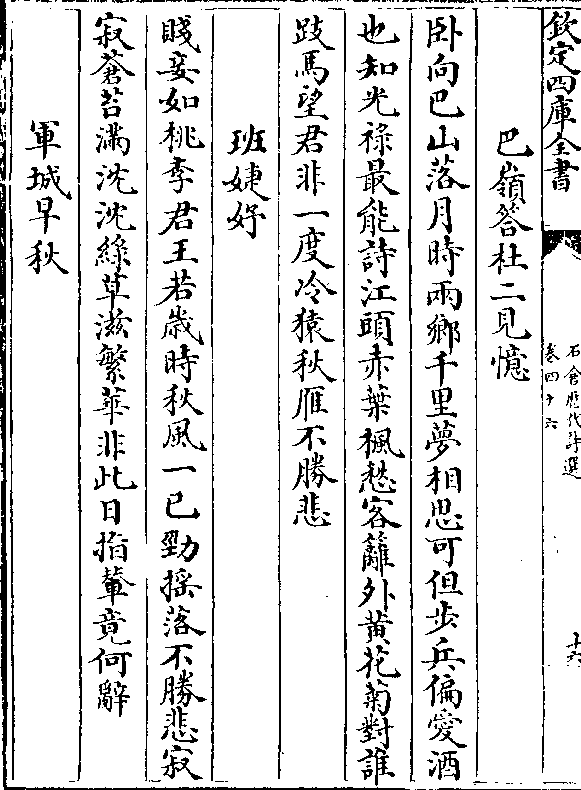 欽定四庫全書
石倉歷代詩選
卷四十六
十六
巴嶺答杜二見憶
卧向巴山落月時兩鄉千里夢相思可但步兵偏愛酒
也知光祿最能詩江頭赤葉楓愁客籬外黄花菊對誰
跂馬望君非一度冷猿秋雁不勝悲
班婕妤
賤妾如桃李君王若歲時秋風一已勁揺落不勝悲寂
寂蒼苔滿沈沈綠草滋繁華非此日指輦竟何辭
軍城早秋